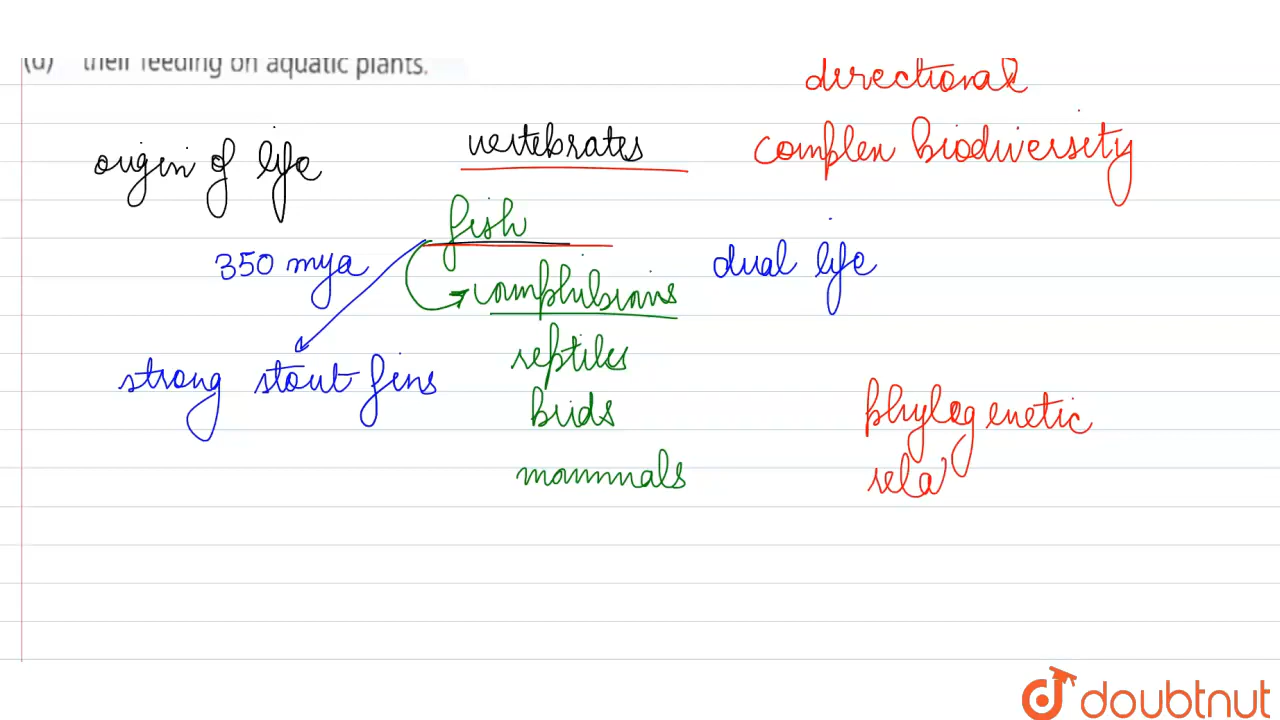 (d) their feeding on aquatic plants.
directional
origin of life
vertebrates
complex biodiversity
fish
350 mya
dual life
amphibians
reptiles
strong stout fins
birds
phylogenetic
mammals
rela
doubtnut